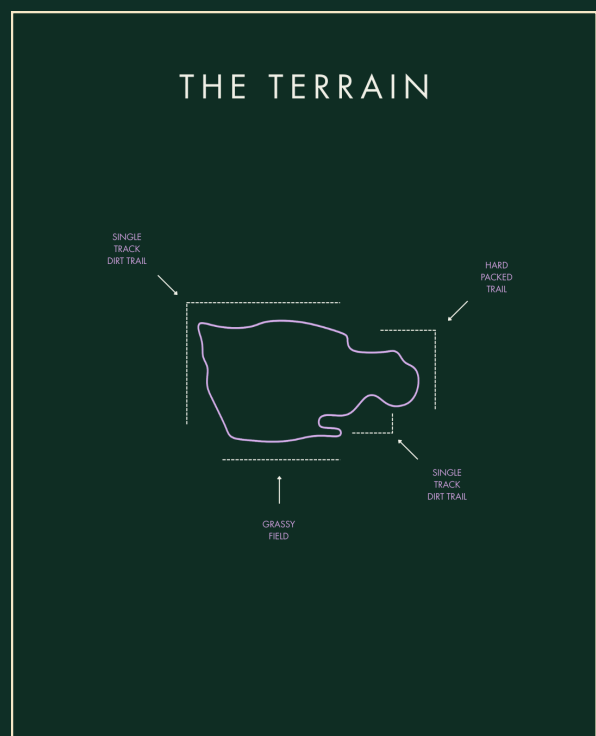 THE TERRAIN
SINGLE
TRACK
DIRT TRAIL
HARD
PACKED
TRAIL
SINGLE
TRACK
DIRT TRAIL
GRASSY
FIELD